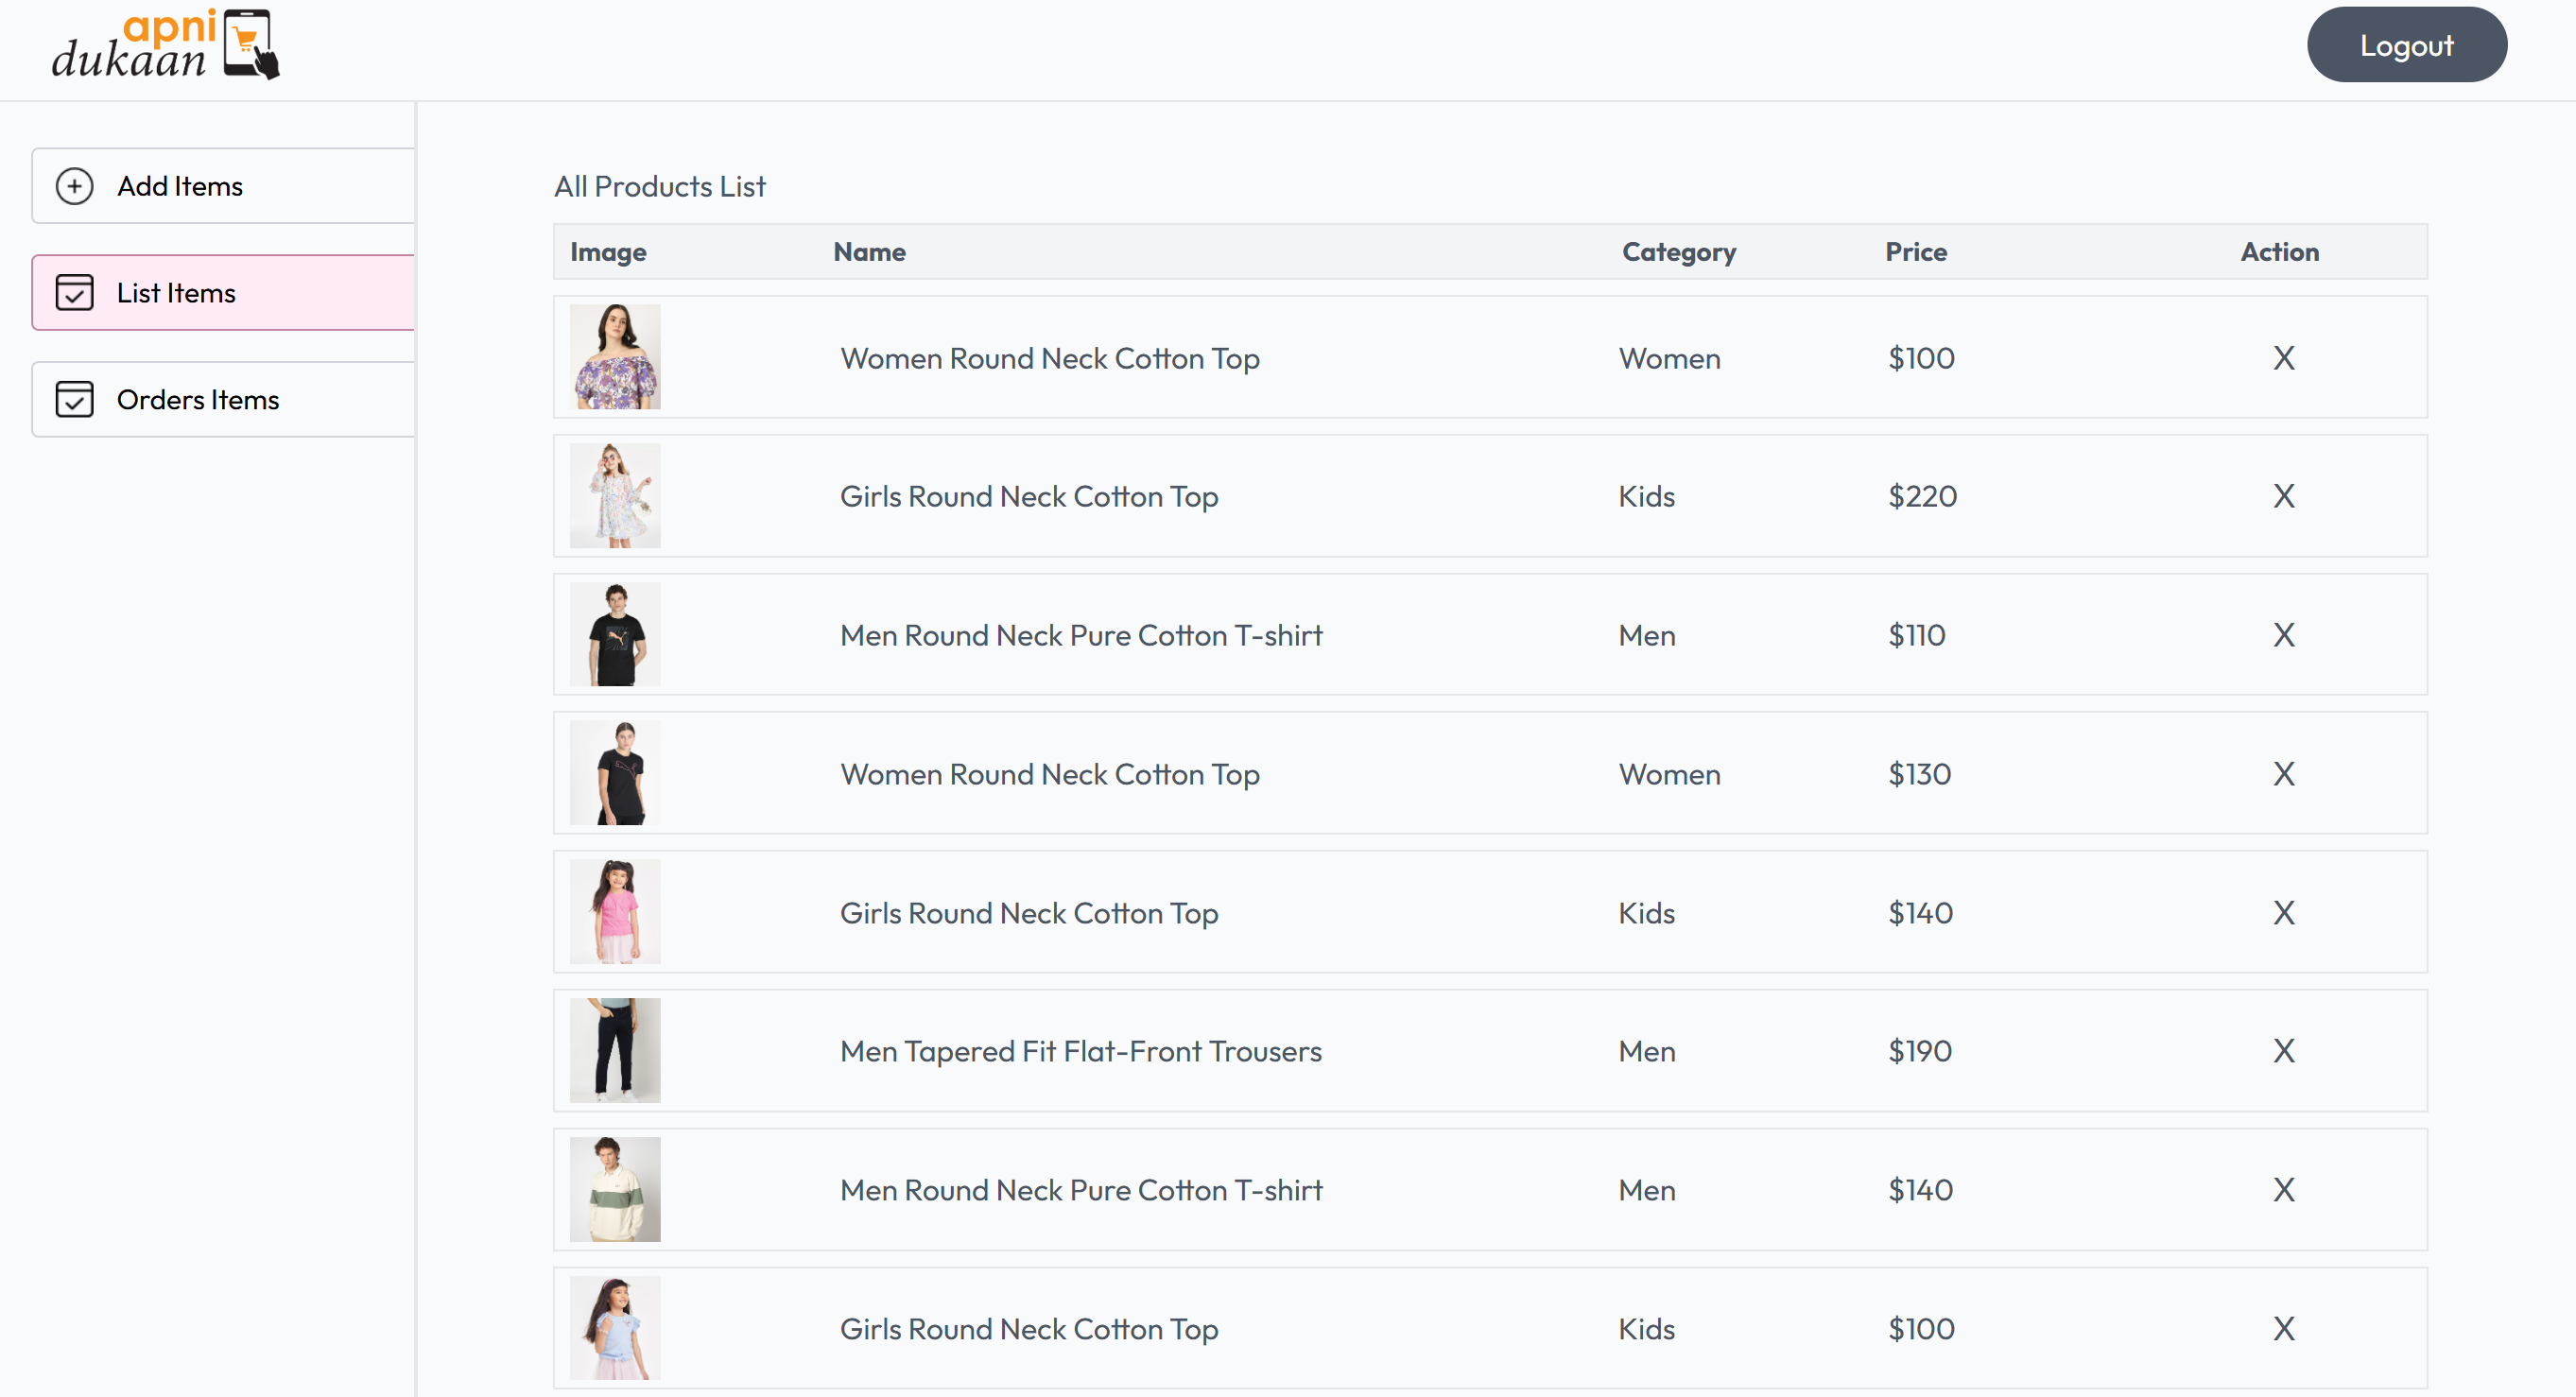 apni
dukaan
Logout
Add Items
List Items
Orders Items
All Products List
Image Name Category Price Action
Women Round Neck Cotton Top Women $100 X
Girls Round Neck Cotton Top Kids $220 X
Men Round Neck Pure Cotton T-shirt Men $110 X
Women Round Neck Cotton Top Women $130 X
Girls Round Neck Cotton Top Kids $140 X
Men Tapered Fit Flat-Front Trousers Men $190 X
Men Round Neck Pure Cotton T-shirt Men $140 X
Girls Round Neck Cotton Top Kids $100 X